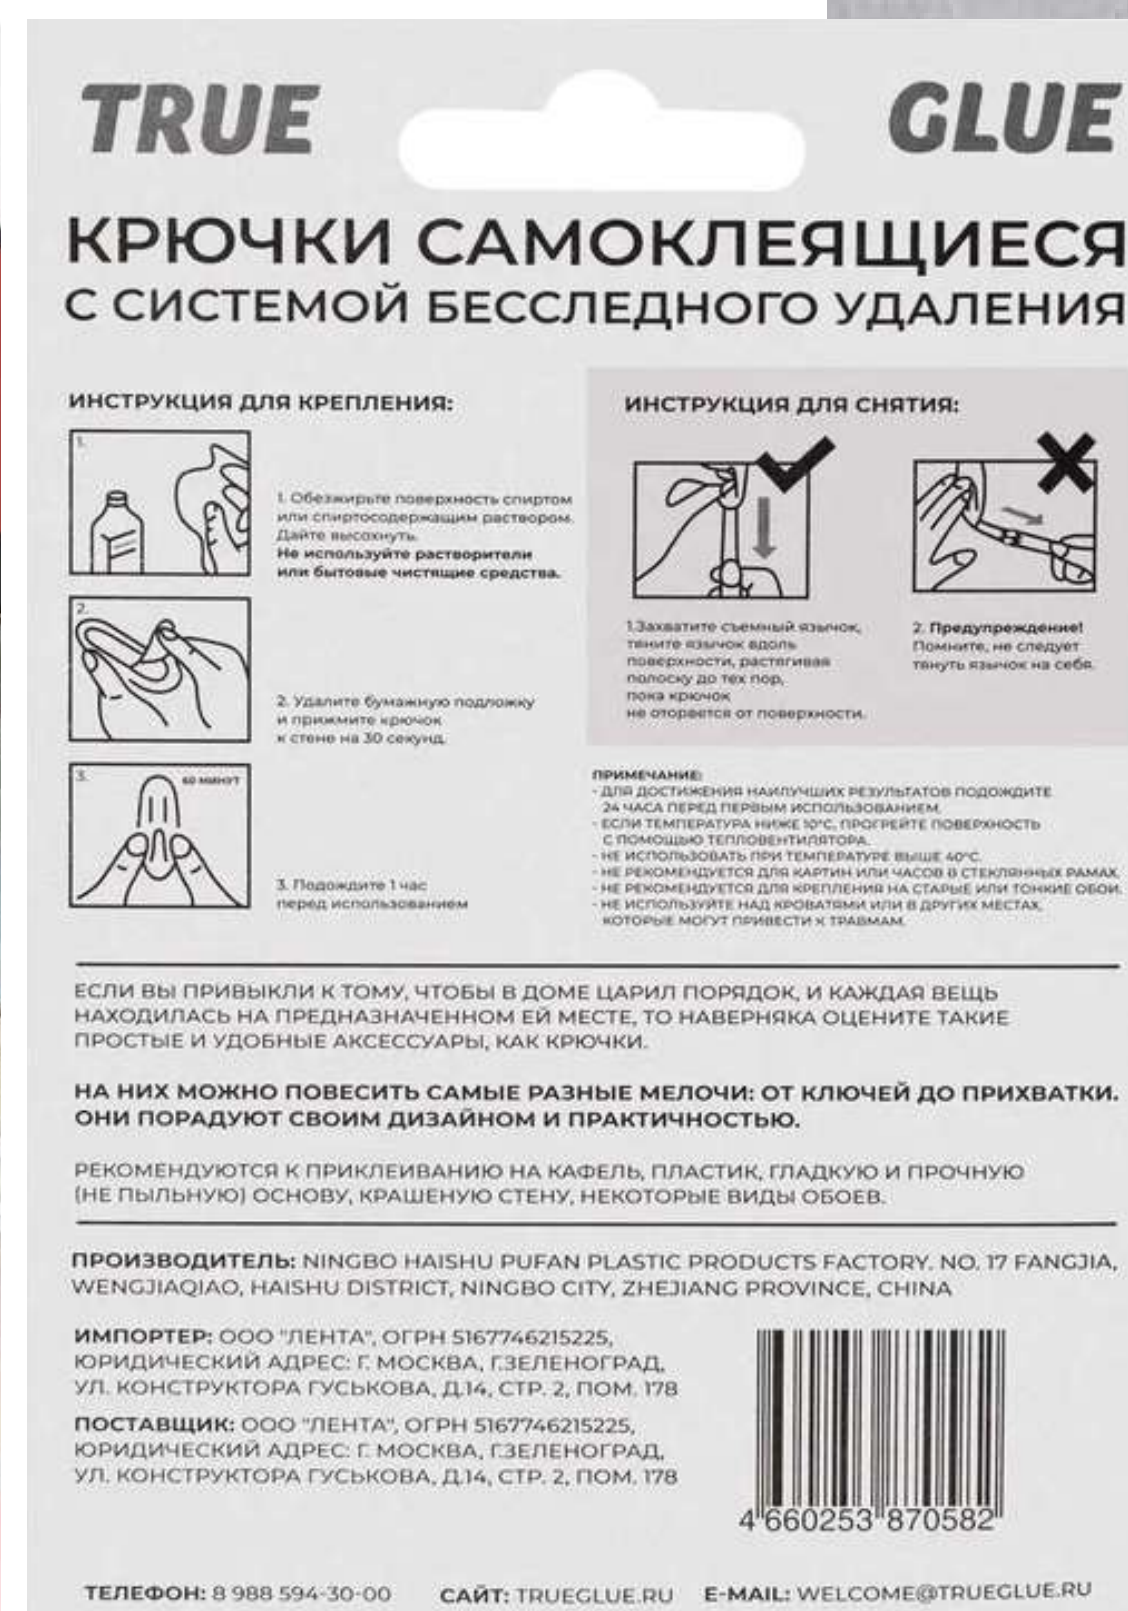 TRUE GLUE
КРЮЧКИ САМОКЛЕЯЩИЕСЯ
С СИСТЕМОЙ БЕССЛЕДНОГО УДАЛЕНИЯ
ИНСТРУКЦИЯ ДЛЯ КРЕПЛЕНИЯ:
1.
1. Обезжирьте поверхность спиртом
или спиртосодержащим раствором.
Дайте высохнуть.
Не используйте растворители
или бытовые чистящие средства.
2.
2. Удалите бумажную подложку
и прижмите крючок
к стене на 30 секунд.
3.
60 МИНУТ
3. Подождите 1 час
перед использованием
ИНСТРУКЦИЯ ДЛЯ СНЯТИЯ:
1.Захватите съемный язычок,
тяните язычок вдоль
поверхности, растягивая
полоску до тех пор,
пока крючок
не оторвется от поверхности.
2. Предупреждение!
Помните, не следует
тянуть язычок на себя.
ПРИМЕЧАНИЕ:
- ДЛЯ ДОСТИЖЕНИЯ НАИЛУЧШИХ РЕЗУЛЬТАТОВ ПОДОЖДИТЕ
24 ЧАСА ПЕРЕД ПЕРВЫМ ИСПОЛЬЗОВАНИЕМ.
- ЕСЛИ ТЕМПЕРАТУРА НИЖЕ 10°С, ПРОГРЕЙТЕ ПОВЕРХНОСТЬ
С ПОМОЩЬЮ ТЕПЛОВЕНТИЛЯТОРА.
- НЕ ИСПОЛЬЗОВАТЬ ПРИ ТЕМПЕРАТУРЕ ВЫШЕ 40°С.
- НЕ РЕКОМЕНДУЕТСЯ ДЛЯ КАРТИН ИЛИ ЧАСОВ В СТЕКЛЯННЫХ РАМАХ.
- НЕ РЕКОМЕНДУЕТСЯ ДЛЯ КРЕПЛЕНИЯ НА СТАРЫЕ ИЛИ ТОНКИЕ ОБОИ.
- НЕ ИСПОЛЬЗУЙТЕ НАД КРОВАТЯМИ ИЛИ В ДРУГИХ МЕСТАХ,
КОТОРЫЕ МОГУТ ПРИВЕСТИ К ТРАВМАМ.
ЕСЛИ ВЫ ПРИВЫКЛИ К ТОМУ, ЧТОБЫ В ДОМЕ ЦАРИЛ ПОРЯДОК, И КАЖДАЯ ВЕЩЬ
НАХОДИЛАСЬ НА ПРЕДНАЗНАЧЕННОМ ЕЙ МЕСТЕ, ТО НАВЕРНЯКА ОЦЕНИТЕ ТАКИЕ
ПРОСТЫЕ И УДОБНЫЕ АКСЕССУАРЫ, КАК КРЮЧКИ.
НА НИХ МОЖНО ПОВЕСИТЬ САМЫЕ РАЗНЫЕ МЕЛОЧИ: ОТ КЛЮЧЕЙ ДО ПРИХВАТКИ.
ОНИ ПОРАДУЮТ СВОИМ ДИЗАЙНОМ И ПРАКТИЧНОСТЬЮ.
РЕКОМЕНДУЮТСЯ К ПРИКЛЕИВАНИЮ НА КАФЕЛЬ, ПЛАСТИК, ГЛАДКУЮ И ПРОЧНУЮ
(НЕ ПЫЛЬНУЮ) ОСНОВУ, КРАШЕНУЮ СТЕНУ, НЕКОТОРЫЕ ВИДЫ ОБОЕВ.
ПРОИЗВОДИТЕЛЬ: NINGBO HAISHU PUFAN PLASTIC PRODUCTS FACTORY. NO. 17 FANGJIA,
WENGJIAQIAO, HAISHU DISTRICT, NINGBO CITY, ZHEJIANG PROVINCE, CHINA
ИМПОРТЕР: ООО "ЛЕНТА", ОГРН 5167746215225,
ЮРИДИЧЕСКИЙ АДРЕС: Г. МОСКВА, Г.ЗЕЛЕНОГРАД,
УЛ. КОНСТРУКТОРА ГУСЬКОВА, Д.14, СТР. 2, ПОМ. 178
ПОСТАВЩИК: ООО "ЛЕНТА", ОГРН 5167746215225,
ЮРИДИЧЕСКИЙ АДРЕС: Г. МОСКВА, Г.ЗЕЛЕНОГРАД,
УЛ. КОНСТРУКТОРА ГУСЬКОВА, Д.14, СТР. 2, ПОМ. 178
4 660253 870582
ТЕЛЕФОН: 8 988 594-30-00 САЙТ: TRUEGLUE.RU E-MAIL: WELCOME@TRUEGLUE.RU